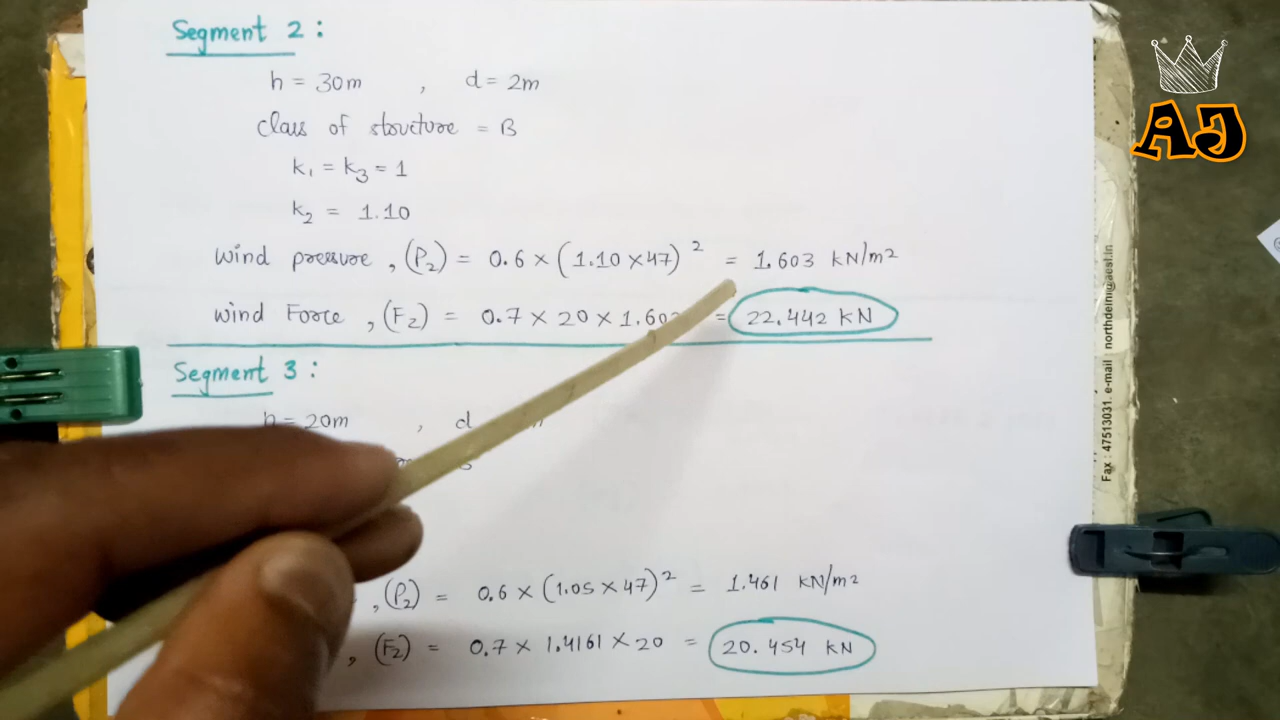 Segment 2 :
h = 30m , d = 2m
Class of structure = B
k₁ = k₃ = 1
k₂ = 1.10
Wind pressure , (P₂) = 0.6 × (1.10 × 47)² = 1.603 KN/m²
Wind Force , (F₂) = 0.7 × 20 × 1.603 = 22.442 KN
Segment 3 :
h = 20m , d
, (P₂) = 0.6 × (1.05 × 47)² = 1.461 KN/m²
, (F₂) = 0.7 × 1.4161 × 20 = 20.454 KN
AJ
Fax : 47513031. e-mail : northdelhi@aesl.in